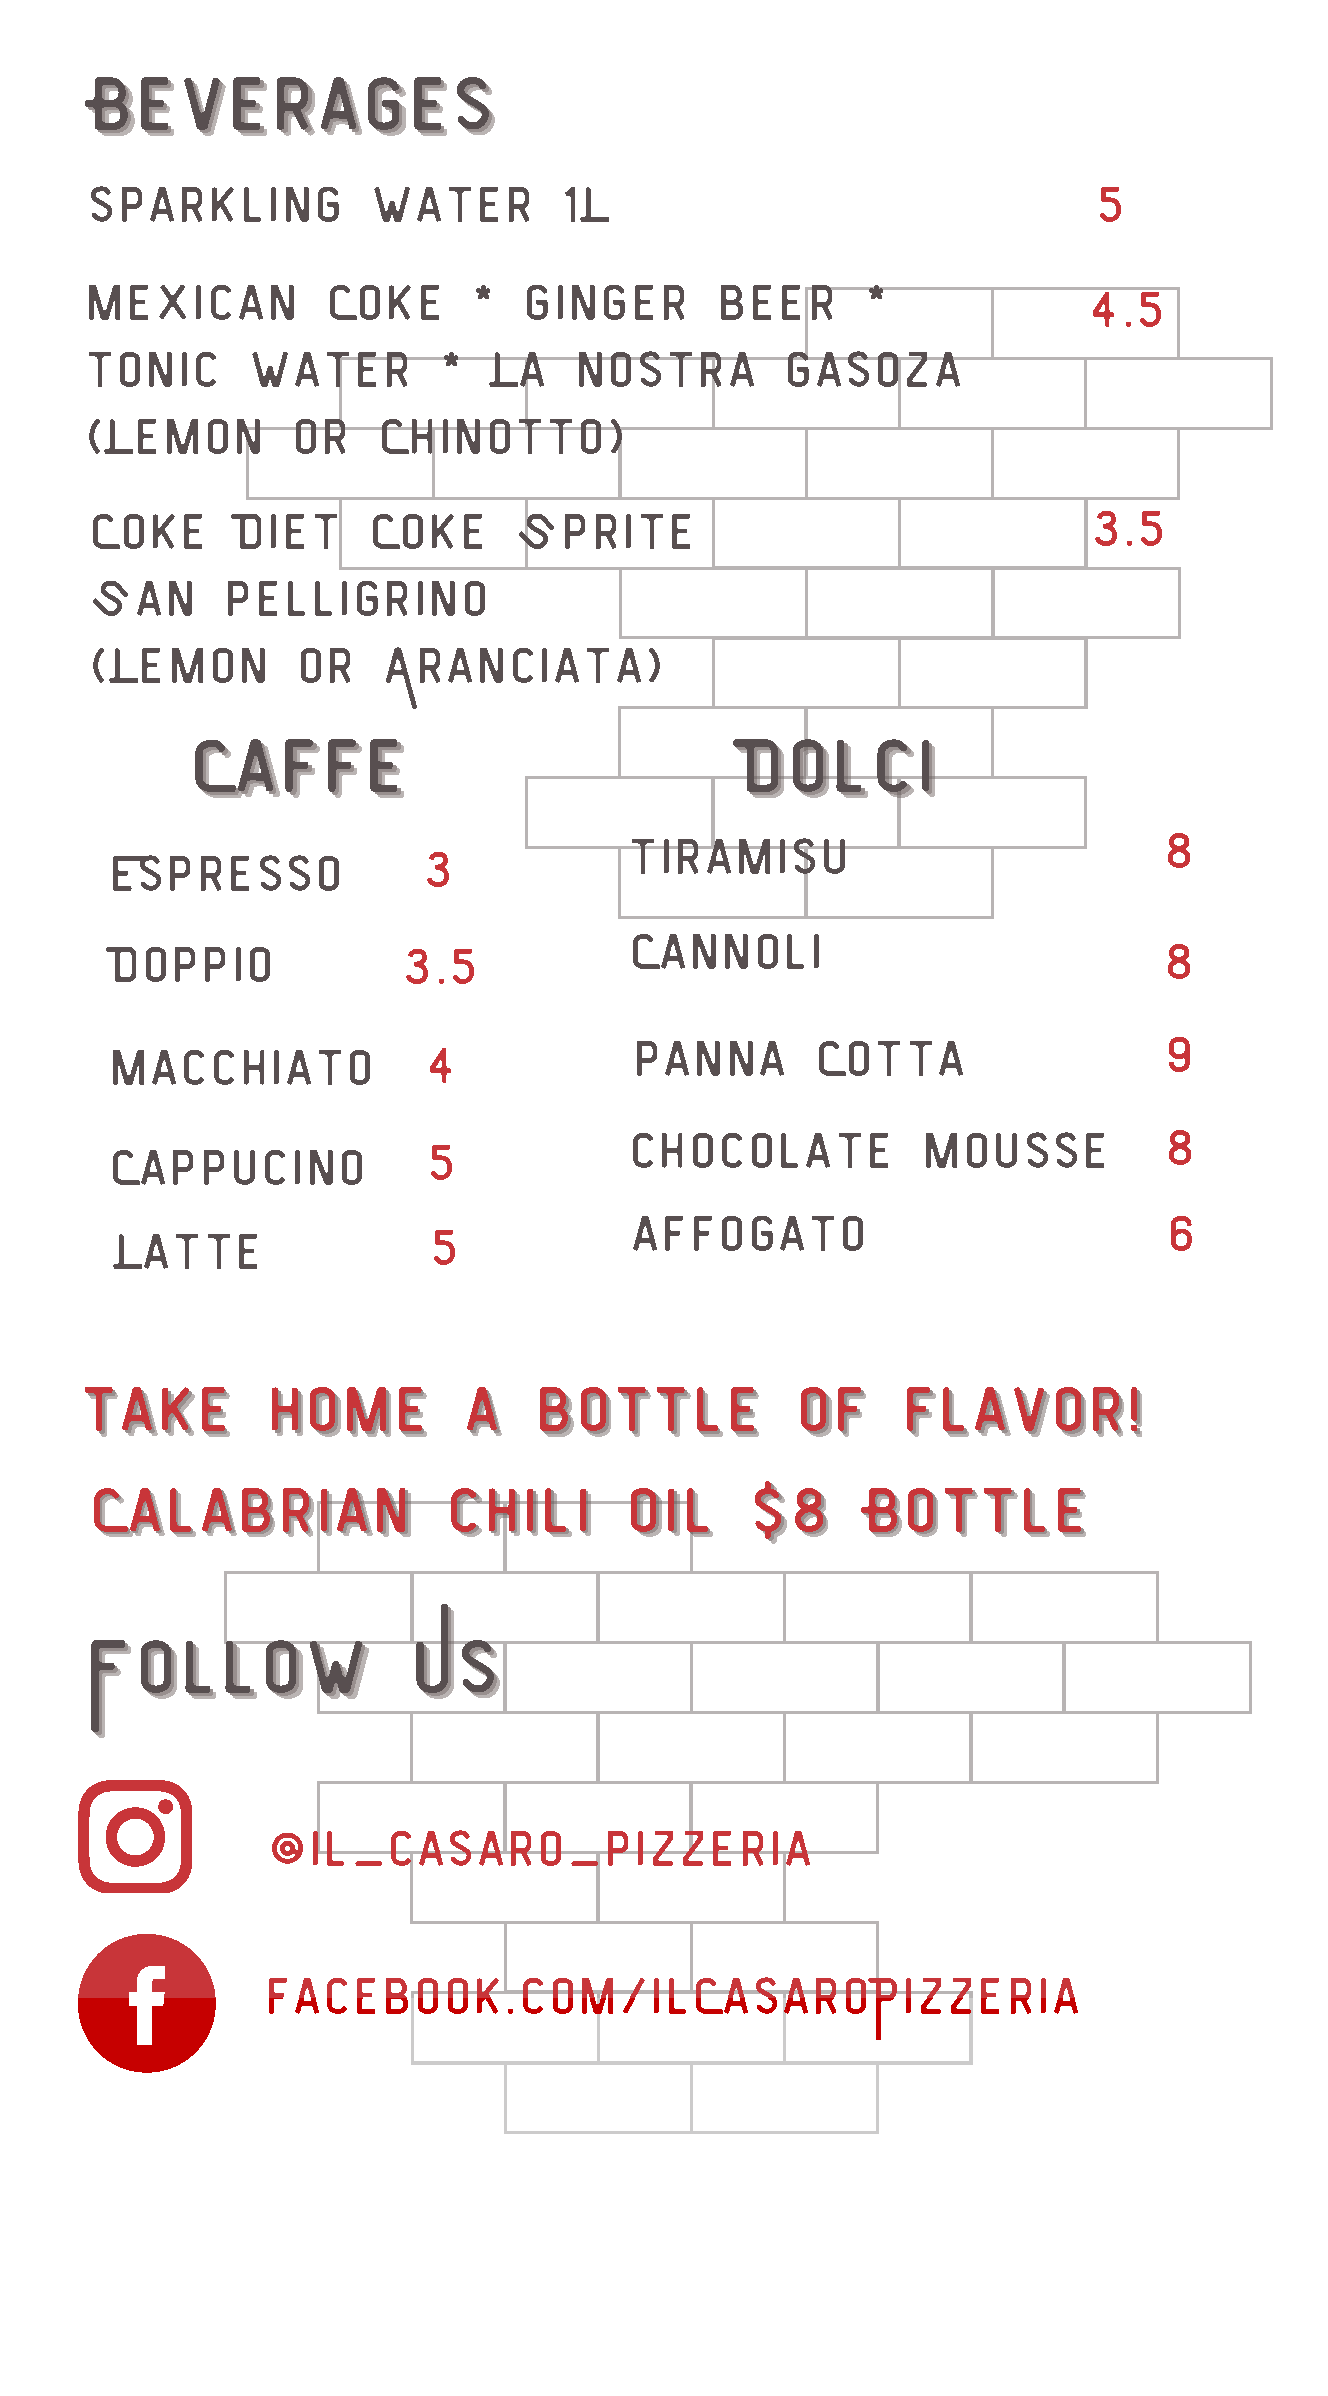 BEVERAGES
SPARKLING WATER 1L 5
MEXICAN COKE * GINGER BEER * 4.5
TONIC WATER * LA NOSTRA GASOZA
(LEMON OR CHINOTTO)
COKE DIET COKE SPRITE 3.5
SAN PELLIGRINO
(LEMON OR ARANCIATA)
CAFFE
ESPRESSO 3
DOPPIO 3.5
MACCHIATO 4
CAPPUCINO 5
LATTE 5
DOLCI
TIRAMISU 8
CANNOLI 8
PANNA COTTA 9
CHOCOLATE MOUSSE 8
AFFOGATO 6
TAKE HOME A BOTTLE OF FLAVOR!
CALABRIAN CHILI OIL $8 BOTTLE
FOLLOW US
@IL_CASARO_PIZZERIA
FACEBOOK.COM/ILCASAROPIZZERIA